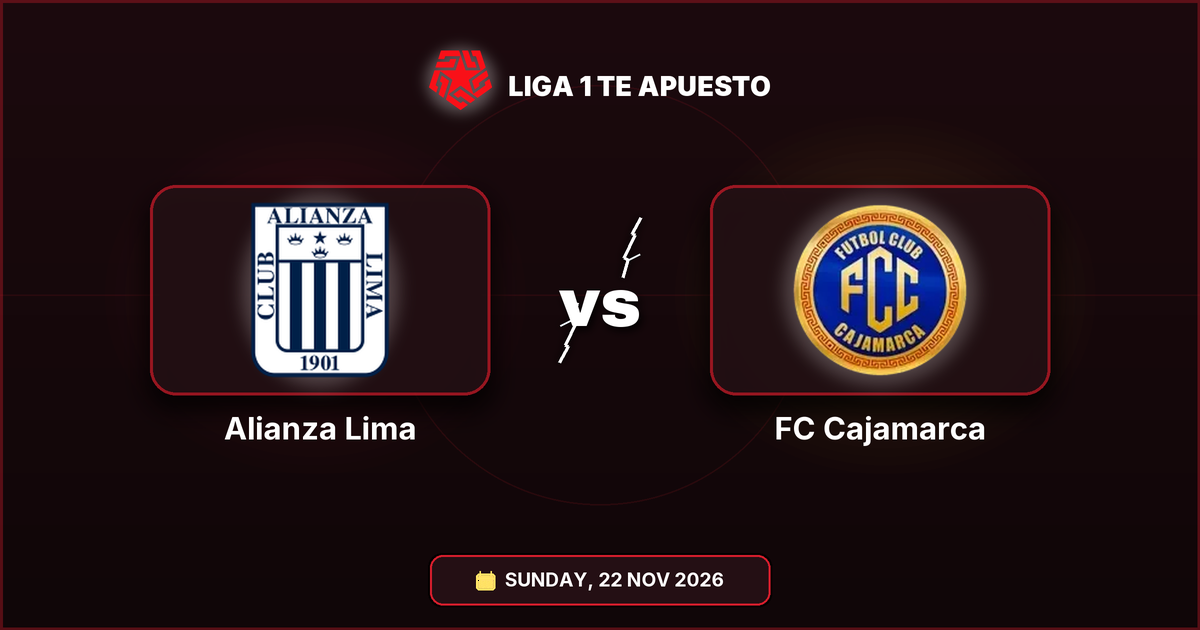 LIGA 1 TE APUESTO
ALIANZA
CLUB
LIMA
1901
vs
FUTBOL CLUB
FCC
CAJAMARCA
Alianza Lima
FC Cajamarca
SUNDAY, 22 NOV 2026